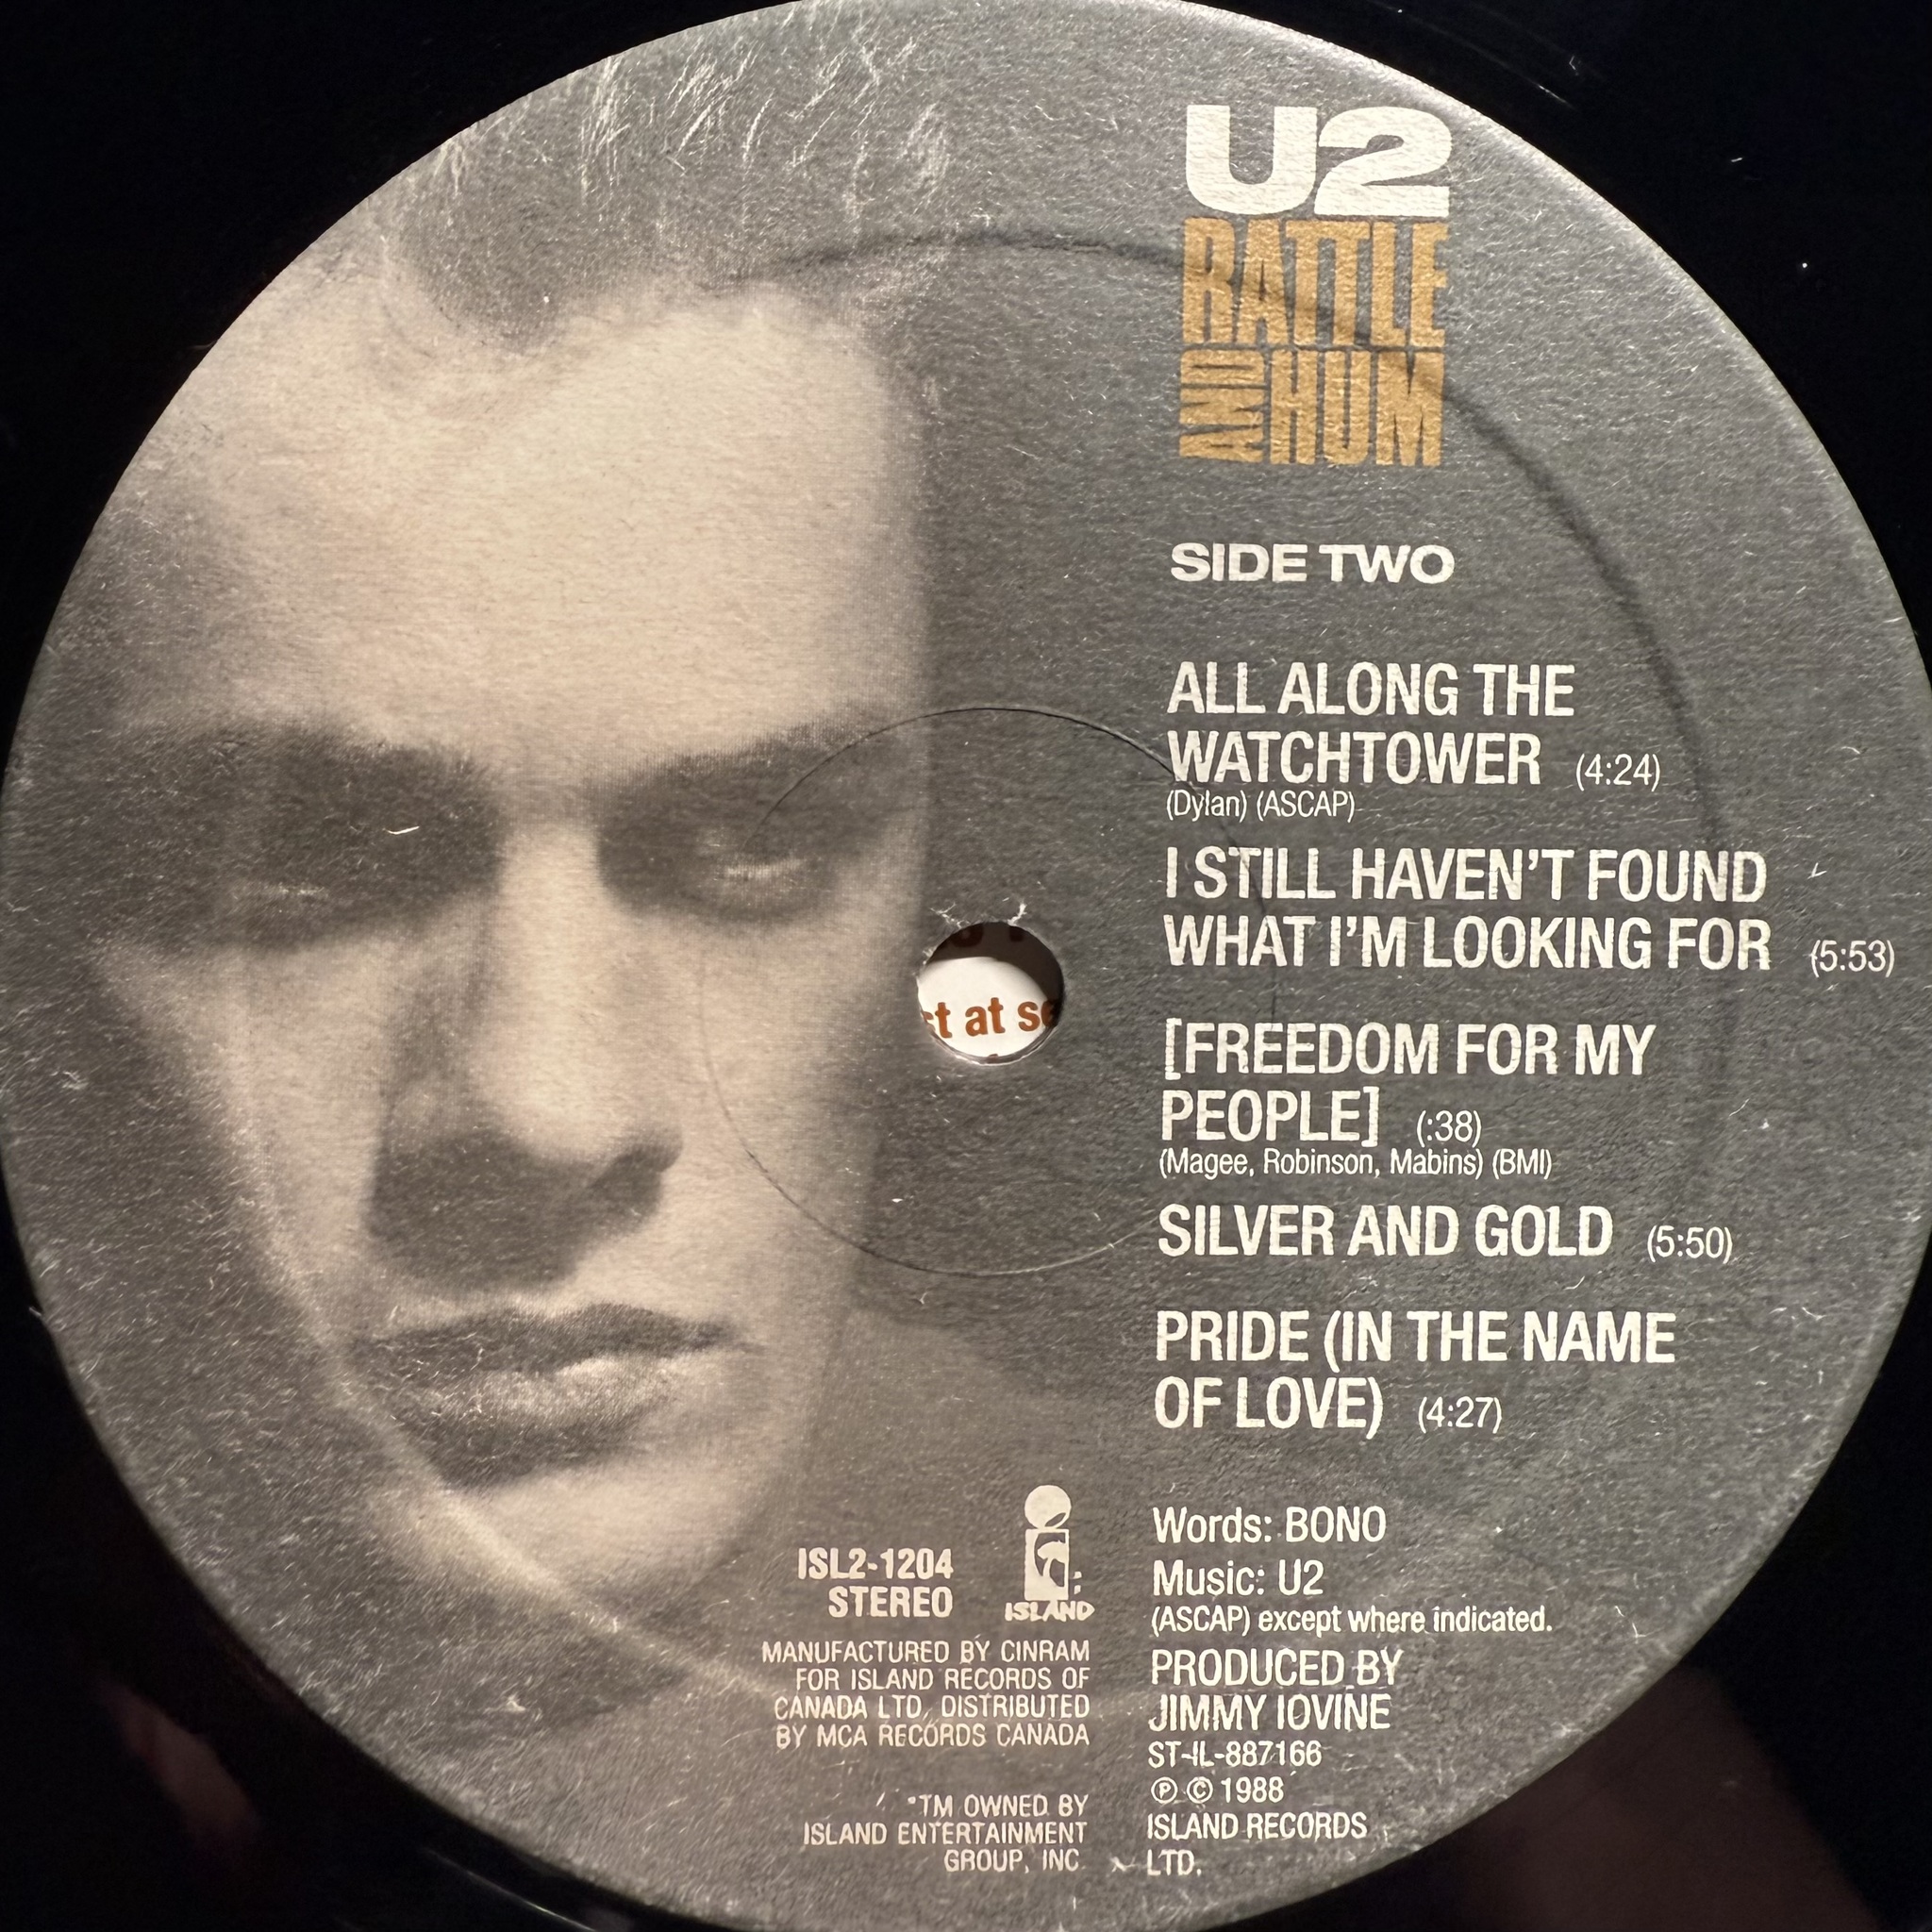 U2
RATTLE
AND HUM
SIDE TWO
ALL ALONG THE
WATCHTOWER (4:24)
(Dylan) (ASCAP)
I STILL HAVEN'T FOUND
WHAT I'M LOOKING FOR (5:53)
[FREEDOM FOR MY
PEOPLE] (:38)
(Magee, Robinson, Mabins) (BMI)
SILVER AND GOLD (5:50)
PRIDE (IN THE NAME
OF LOVE) (4:27)
Words: BONO
Music: U2
(ASCAP) except where indicated.
PRODUCED BY
JIMMY IOVINE
ST-IL-887166
℗ © 1988
ISLAND RECORDS
LTD.
ISL2-1204
STEREO
ISLAND
MANUFACTURED BY CINRAM
FOR ISLAND RECORDS OF
CANADA LTD. DISTRIBUTED
BY MCA RECORDS CANADA
*TM OWNED BY
ISLAND ENTERTAINMENT
GROUP, INC.
at